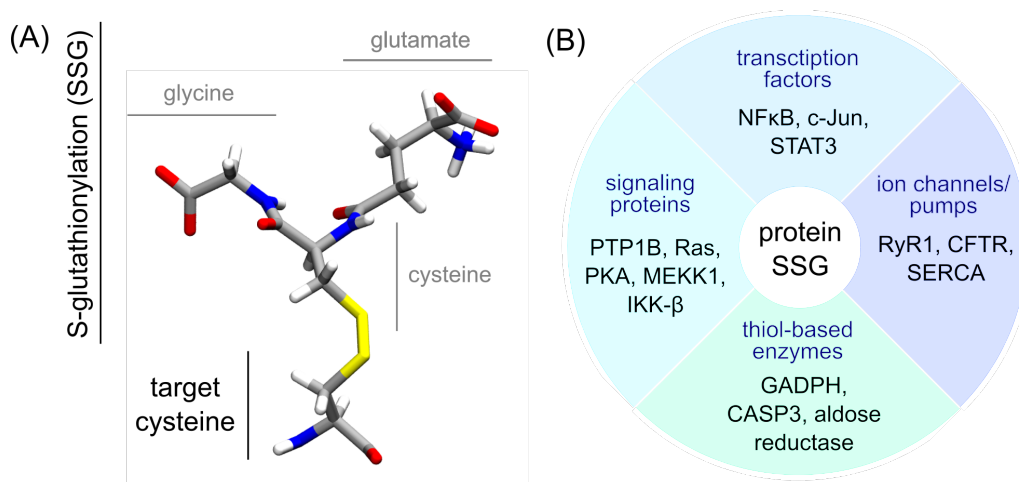 (A)
S-glutathionylation (SSG)
glutamate
glycine
cysteine
target
cysteine
(B)
transctiption
factors
NFκB, c-Jun,
STAT3
signaling
proteins
PTP1B, Ras,
PKA, MEKK1,
IKK-β
protein
SSG
ion channels/
pumps
RyR1, CFTR,
SERCA
thiol-based
enzymes
GADPH,
CASP3, aldose
reductase